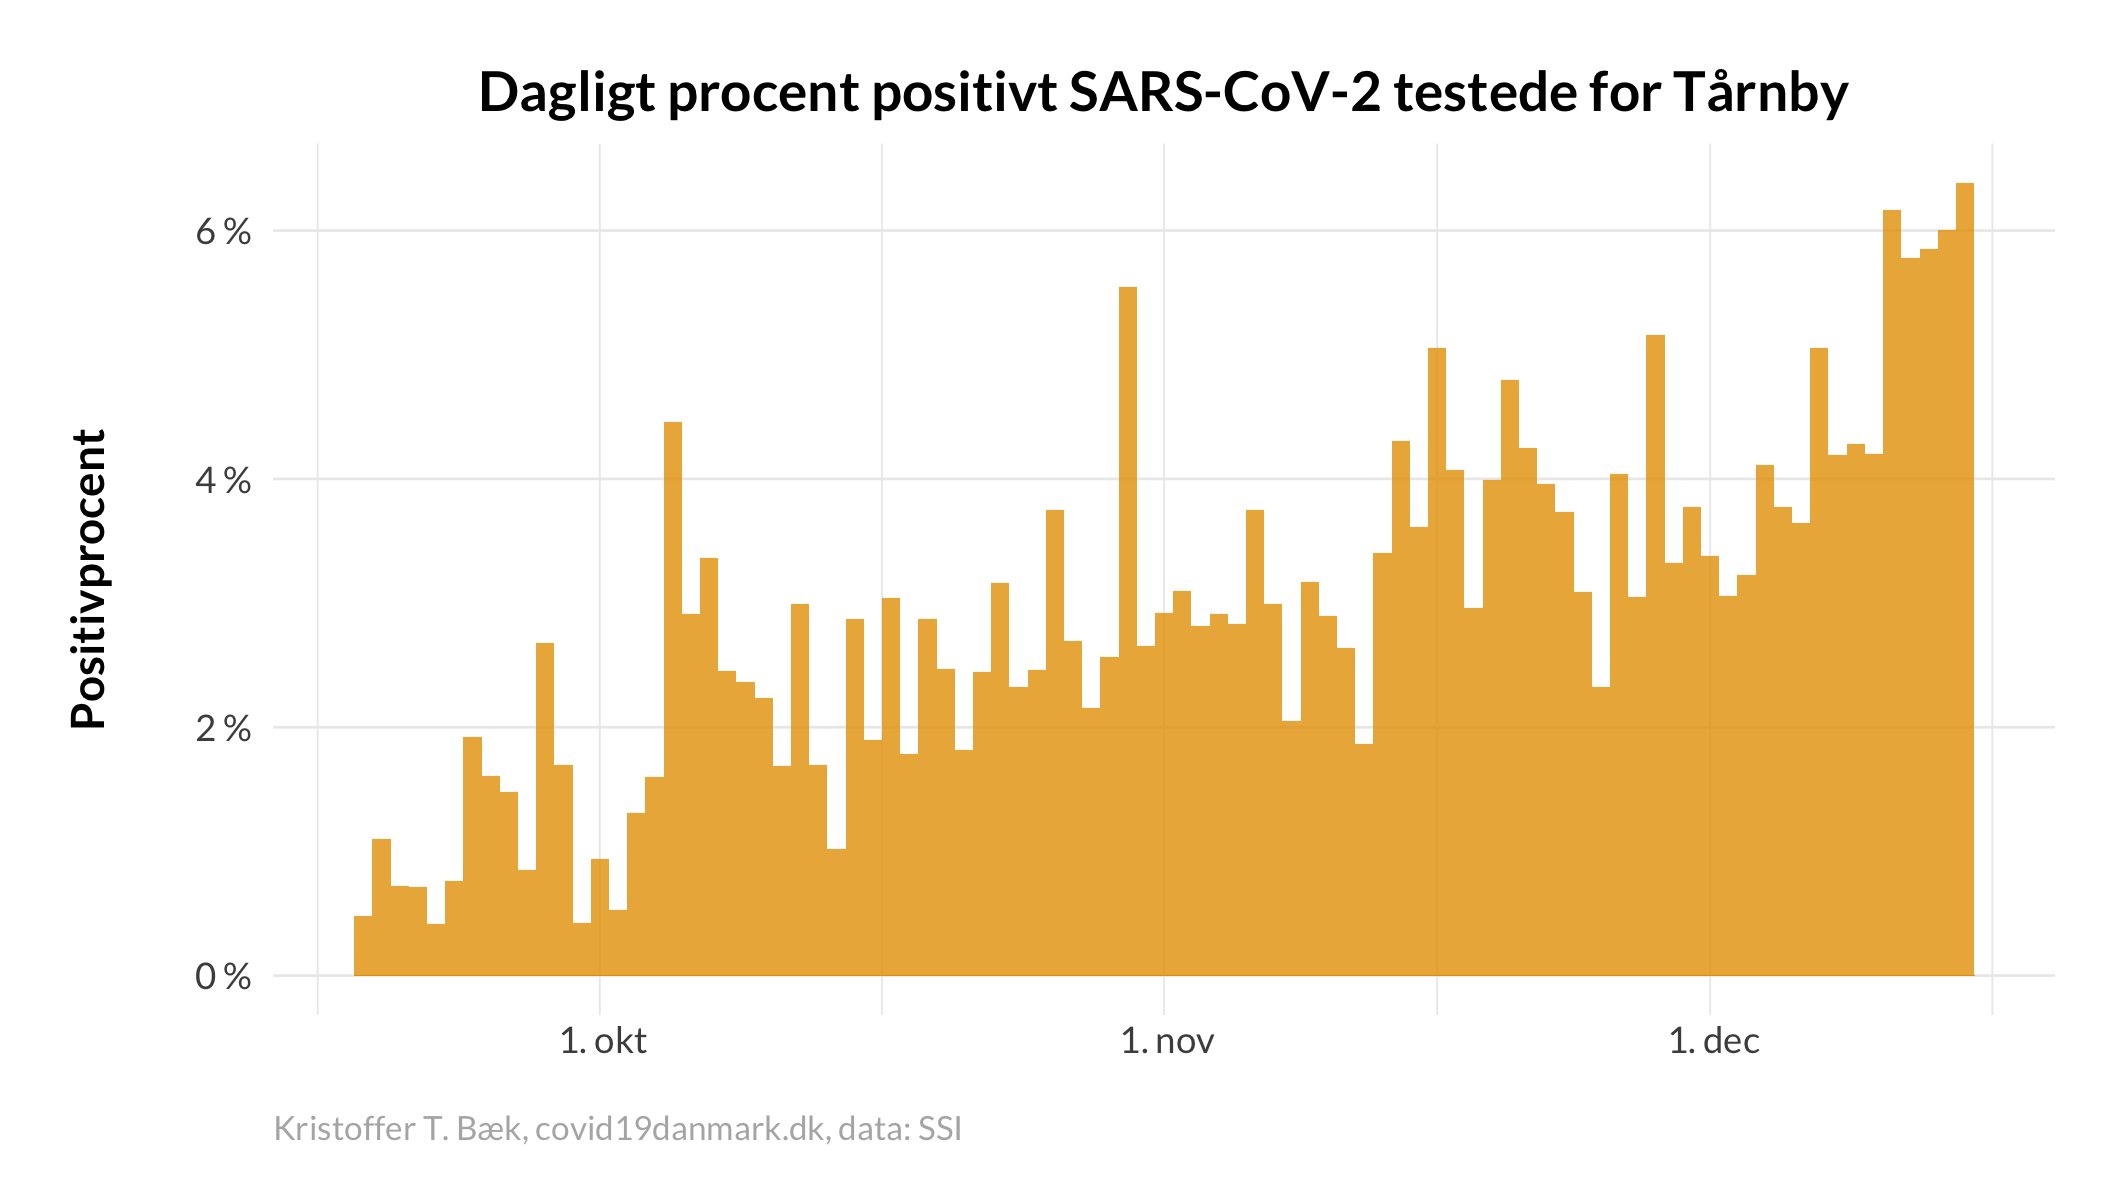 Dagligt procent positivt SARS-CoV-2 testede for Tårnby
Positivprocent
6 %
4 %
2 %
0 %
1. okt
1. nov
1. dec
Kristoffer T. Bæk, covid19danmark.dk, data: SSI